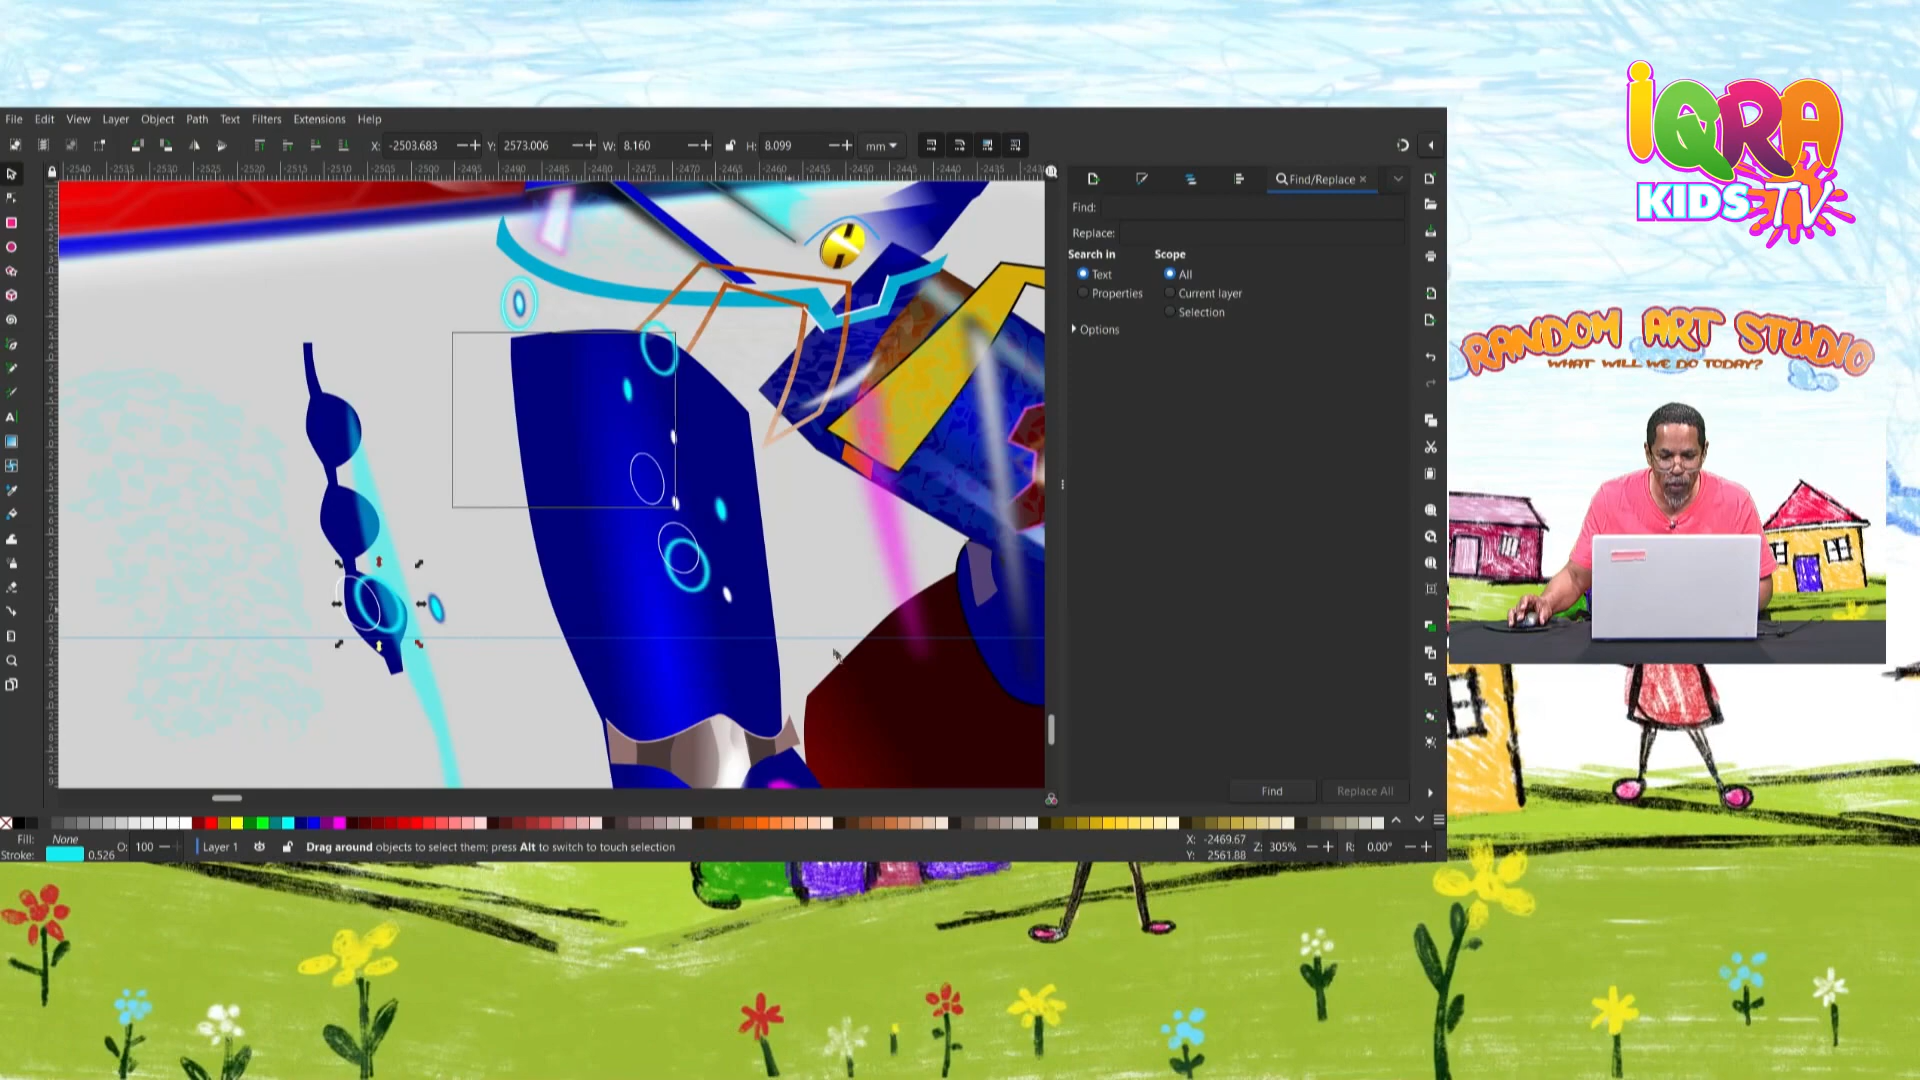 iQRA
KIDS TV
File Edit View Layer Object Path Text Filters Extensions Help
X: -2503.683 Y: 2573.006 W: 8.160 H: 8.099 mm
Find/Replace
Find:
Replace:
Search in Scope
Text All
Properties Current layer
Selection
Options
Find Replace All
RANDOM ART STUDIO
WHAT WILL WE DO TODAY?
Fill: None
Stroke: 0.526 O: 100 Layer 1 Drag around objects to select them; press Alt to switch to touch selection
X: -2469.67
Y: 2561.88
Z: 305% R: 0.00°